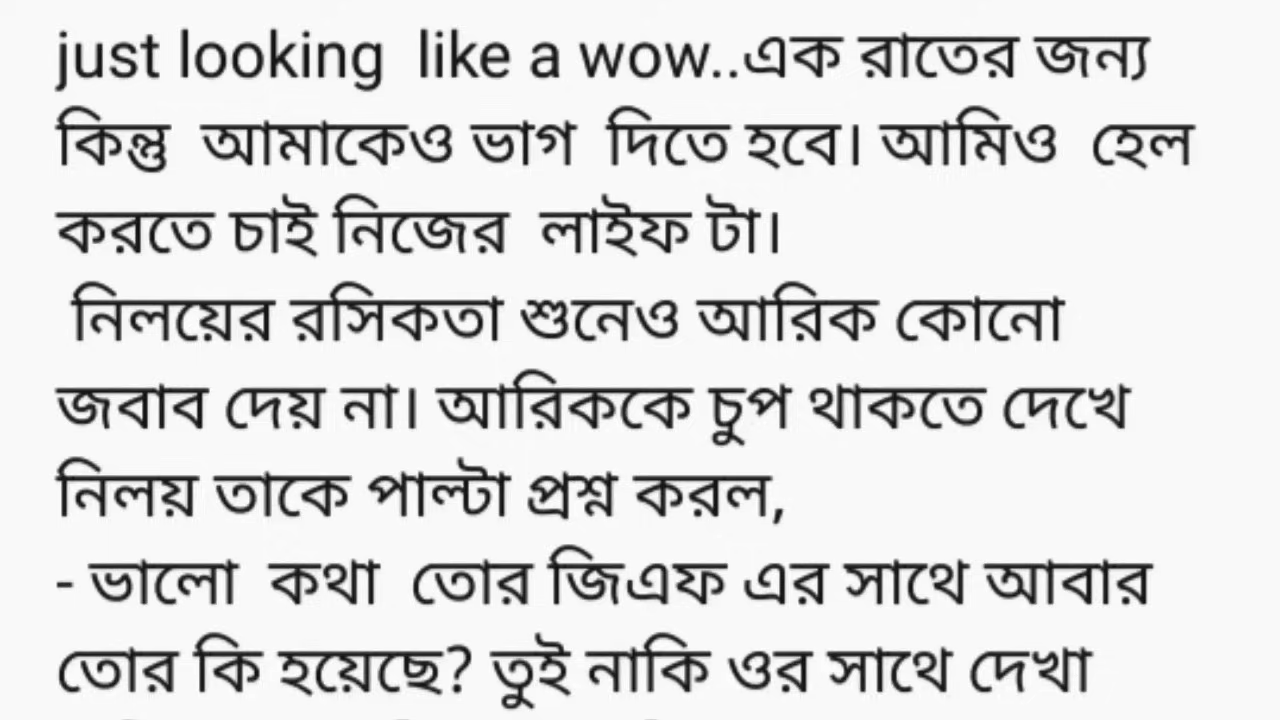 just looking  like a wow..এক রাতের জন্য
কিন্তু  আমাকেও ভাগ  দিতে হবে। আমিও  হেল
করতে চাই নিজের  লাইফ টা।
নিলয়ের রসিকতা শুনেও আরিক কোনো
জবাব দেয় না। আরিককে চুপ থাকতে দেখে
নিলয় তাকে পাল্টা প্রশ্ন করল,
- ভালো  কথা  তোর জিএফ এর সাথে আবার
তোর কি হয়েছে? তুই নাকি ওর সাথে দেখা